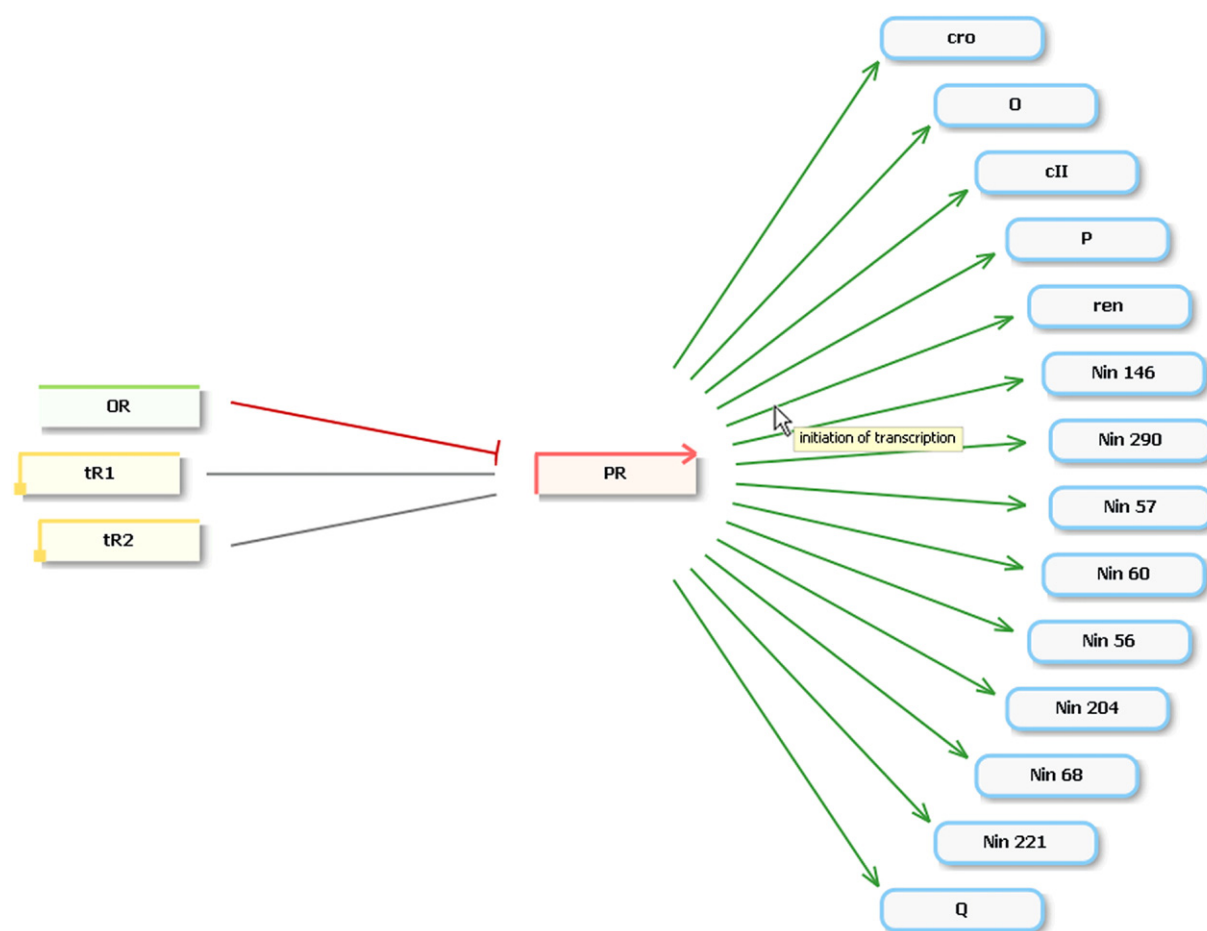 cro
O
cII
P
ren
Nin 146
OR
initiation of transcription
Nin 290
tR1
PR
Nin 57
tR2
Nin 60
Nin 56
Nin 204
Nin 68
Nin 221
Q